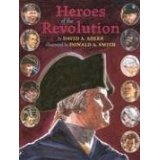 Heroes
of the
Revolution
by DAVID A. ADLER
illustrated by DONALD A. SMITH